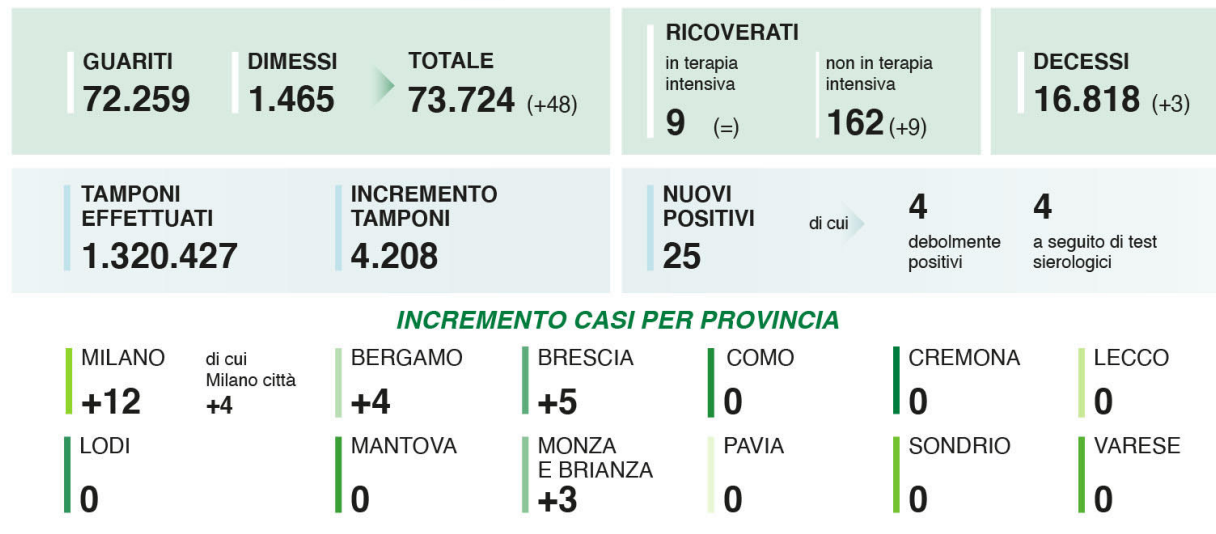 GUARITI
72.259
DIMESSI
1.465
TOTALE
73.724 (+48)
RICOVERATI
in terapia
intensiva
9 (=)
non in terapia
intensiva
162 (+9)
DECESSI
16.818 (+3)
TAMPONI
EFFETTUATI
1.320.427
INCREMENTO
TAMPONI
4.208
NUOVI
POSITIVI
25
di cui
4
debolmente
positivi
4
a seguito di test
sierologici
INCREMENTO CASI PER PROVINCIA
MILANO
+12
di cui
Milano città
+4
BERGAMO
+4
BRESCIA
+5
COMO
0
CREMONA
0
LECCO
0
LODI
0
MANTOVA
0
MONZA
E BRIANZA
+3
PAVIA
0
SONDRIO
0
VARESE
0